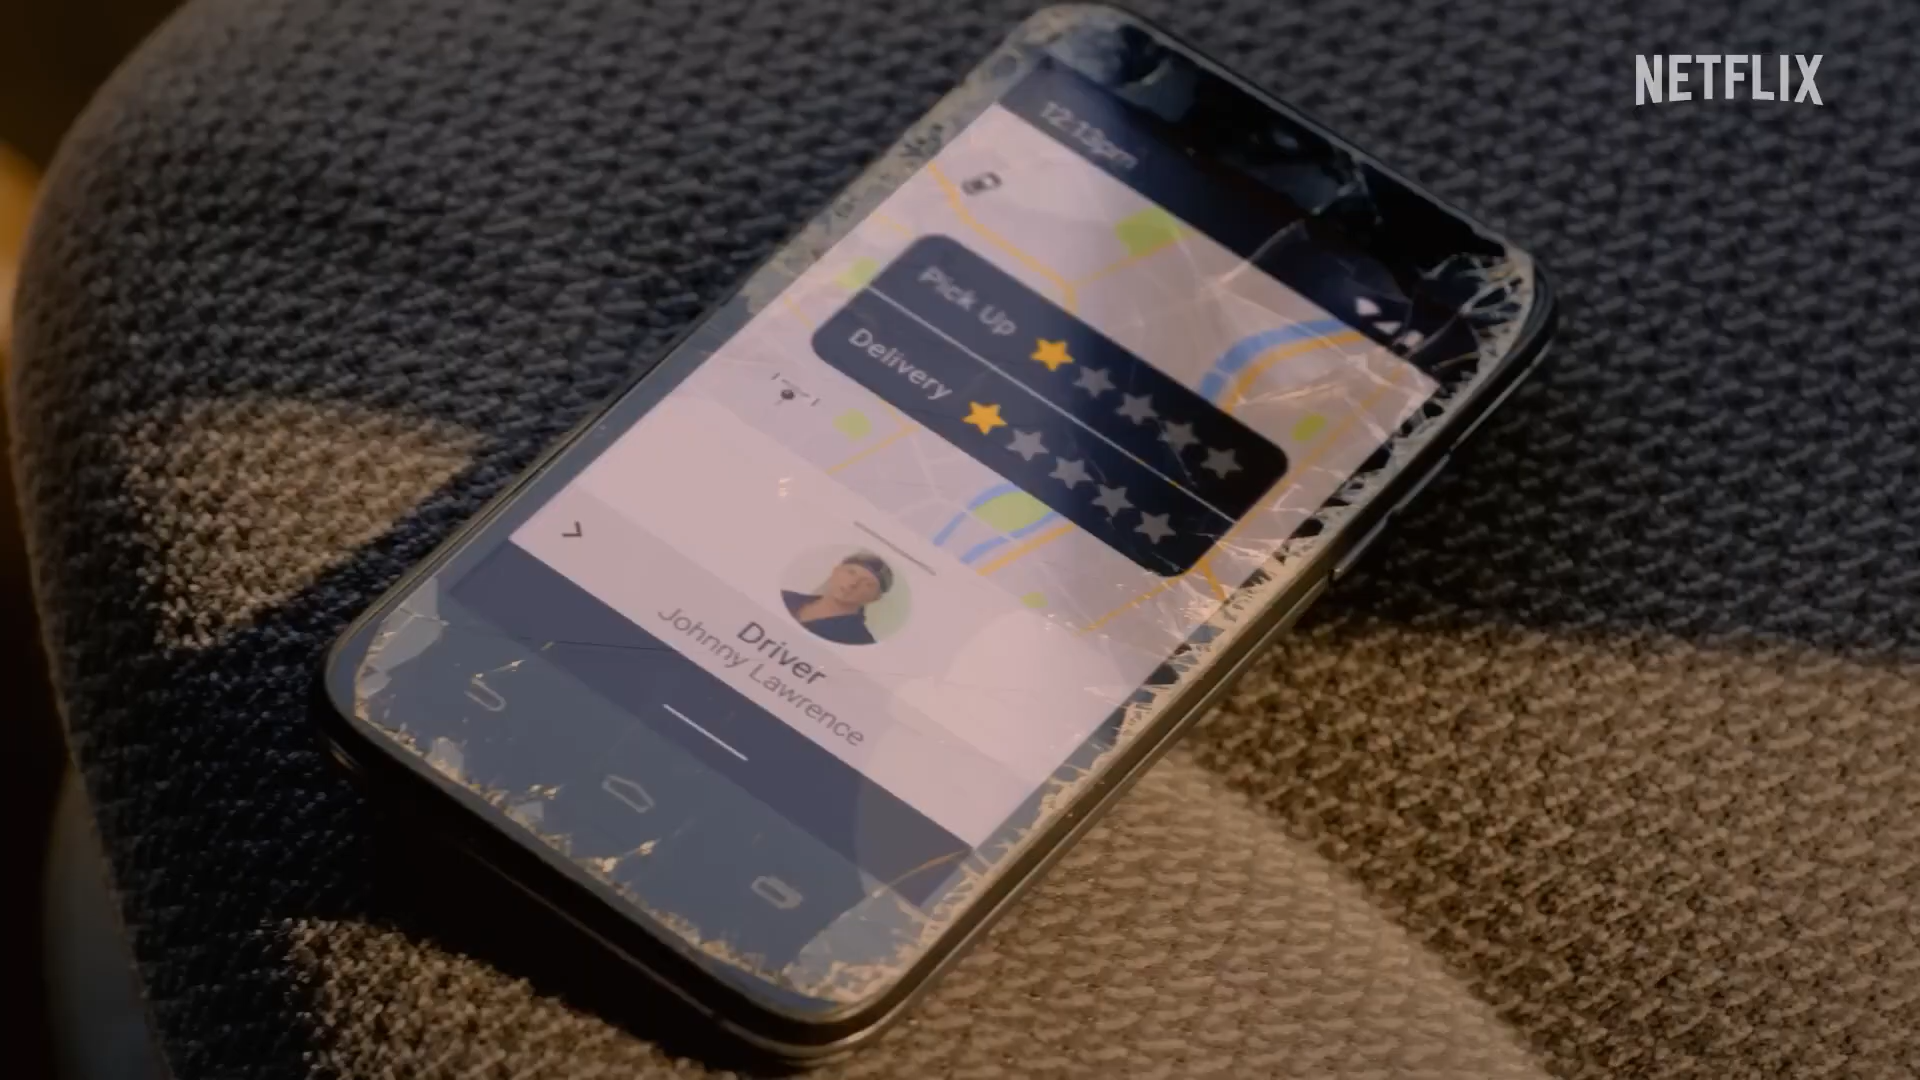 NETFLIX
12:13pm
Pick Up
Delivery
Driver
Johnny Lawrence